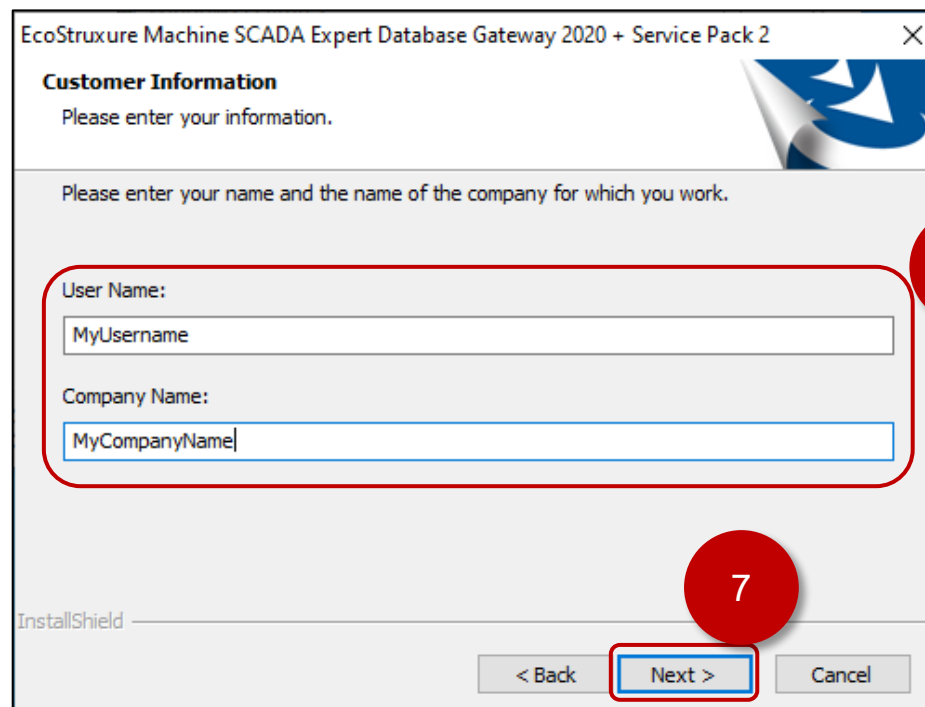 EcoStruxure Machine SCADA Expert Database Gateway 2020 + Service Pack 2
Customer Information
Please enter your information.
Please enter your name and the name of the company for which you work.
User Name:
MyUsername
Company Name:
MyCompanyName
7
InstallShield
< Back Next > Cancel